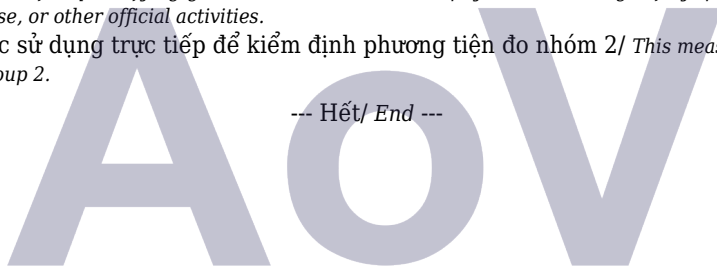 se, or other official activities.
c sử dụng trực tiếp để kiểm định phương tiện đo nhóm 2/ This meas
oup 2.
--- Hết/ End ---
AoV